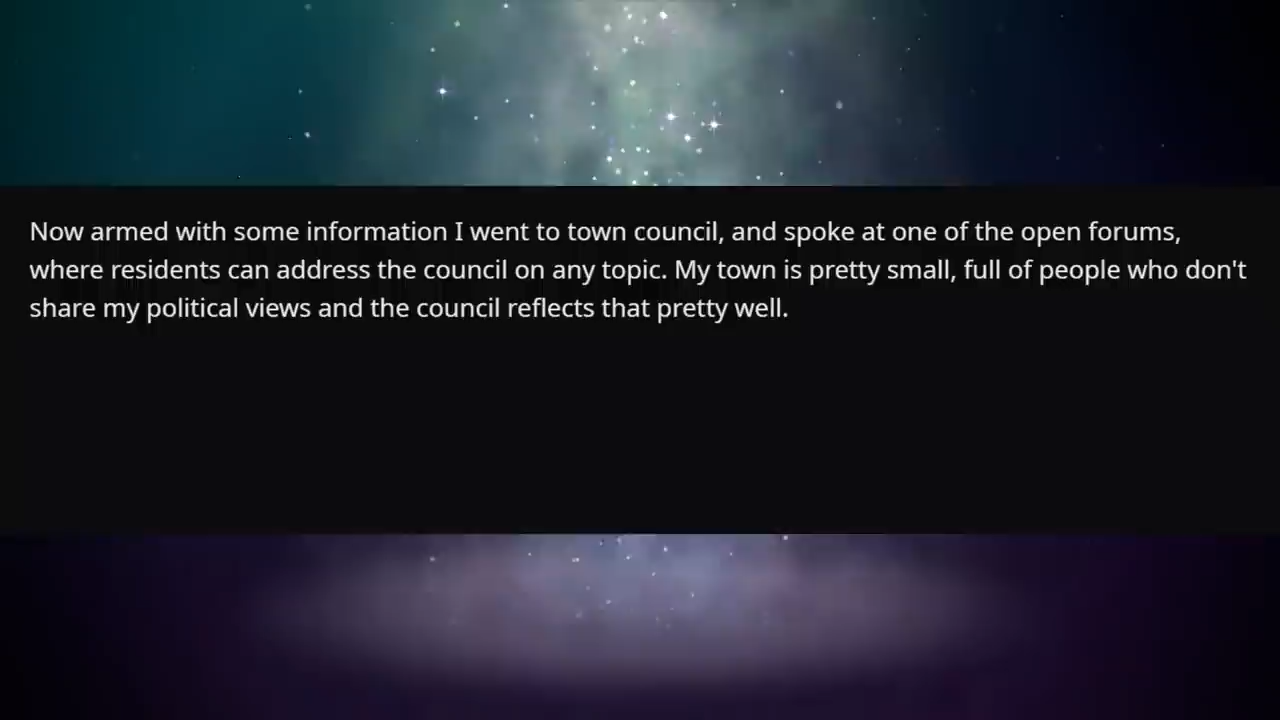 Now armed with some information I went to town council, and spoke at one of the open forums,
where residents can address the council on any topic. My town is pretty small, full of people who don't
share my political views and the council reflects that pretty well.